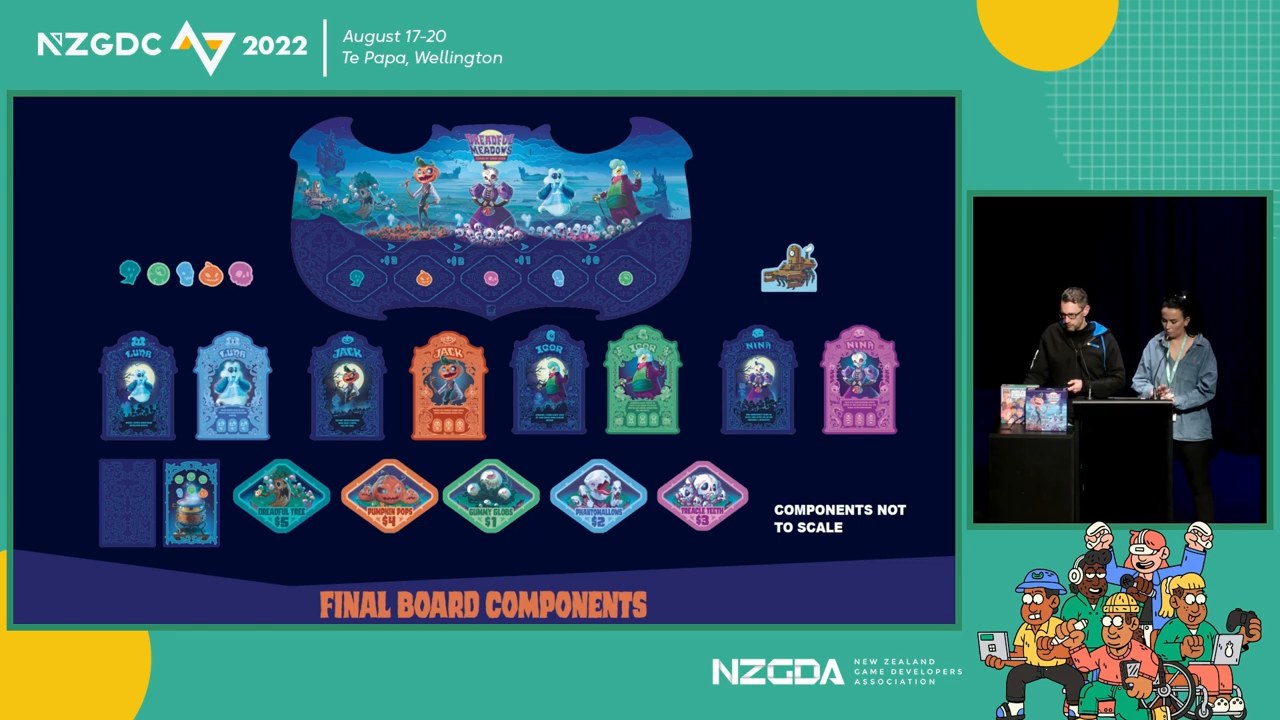 NZGDC 2022
August 17-20
Te Papa, Wellington
DREADFUL
MEADOWS
LUNA
LUNA
JACK
JACK
IGOR
IGOR
NINA
NINA
DREADFUL TREE
$5
PUMPKIN POPS
$4
GUMMY GLOBS
$1
PHANTOMALLOWS
$2
TREACLE TEETH
$3
COMPONENTS NOT
TO SCALE
FINAL BOARD COMPONENTS
NZGDA
NEW ZEALAND
GAME DEVELOPERS
ASSOCIATION